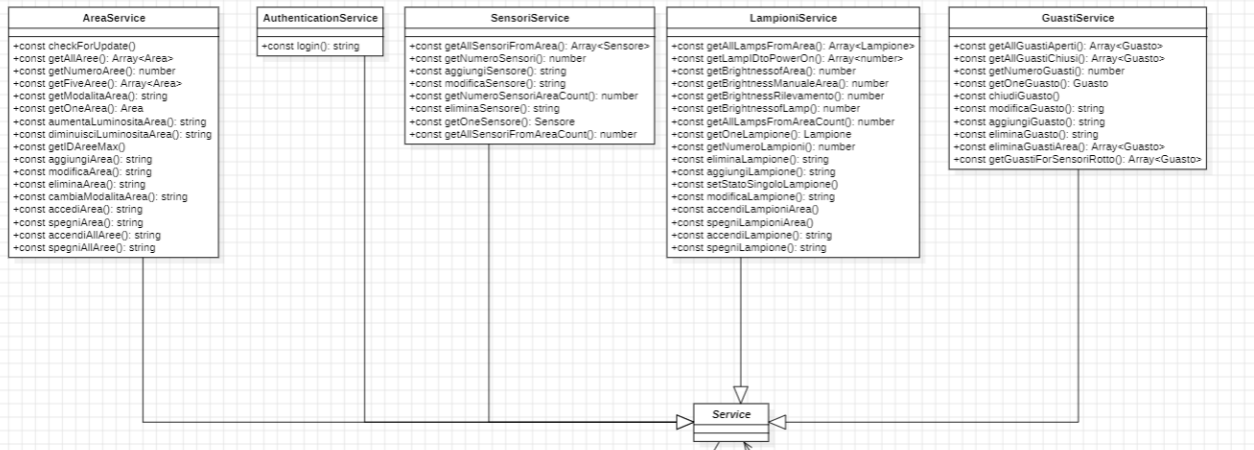 AreaService
+const checkForUpdate()
+const getAllAree(): Array<Area>
+const getNumeroAree(): number
+const getFiveAree(): Array<Area>
+const getModalitaArea(): string
+const getOneArea(): Area
+const aumentaLuminositaArea(): string
+const diminuisciLuminositaArea(): string
+const getIDAreeMax()
+const aggiungiArea(): string
+const modificaArea(): string
+const eliminaArea(): string
+const cambiaModalitaArea(): string
+const accediArea(): string
+const spegniArea(): string
+const accendiAllAree(): string
+const spegniAllAree(): string
AuthenticationService
+const login(): string
SensoriService
+const getAllSensoriFromArea(): Array<Sensore>
+const getNumeroSensori(): number
+const aggiungiSensore(): string
+const modificaSensore(): string
+const getNumeroSensoriAreaCount(): number
+const eliminaSensore(): string
+const getOneSensore(): Sensore
+const getAllSensoriFromAreaCount(): number
LampioniService
+const getAllLampsFromArea(): Array<Lampione>
+const getLampIDtoPowerOn(): Array<number>
+const getBrightnessofArea(): number
+const getBrightnessManualeArea(): number
+const getBrightnessRilevamento(): number
+const getBrightnessofLamp(): number
+const getAllLampsFromAreaCount(): number
+const getOneLampione(): Lampione
+const getNumeroLampioni(): number
+const eliminaLampione(): string
+const aggiungiLampione(): string
+const setStatoSingoloLampione()
+const modificaLampione(): string
+const accendiLampioniArea()
+const spegniLampioniArea()
+const accendiLampione(): string
+const spegniLampione(): string
GuastiService
+const getAllGuastiAperti(): Array<Guasto>
+const getAllGuastiChiusi(): Array<Guasto>
+const getNumeroGuasti(): number
+const getOneGuasto(): Guasto
+const chiudiGuasto()
+const modificaGuasto(): string
+const aggiungiGuasto(): string
+const eliminaGuasto(): string
+const eliminaGuastiArea(): Array<Guasto>
+const getGuastiForSensoriRotto(): Array<Guasto>
Service